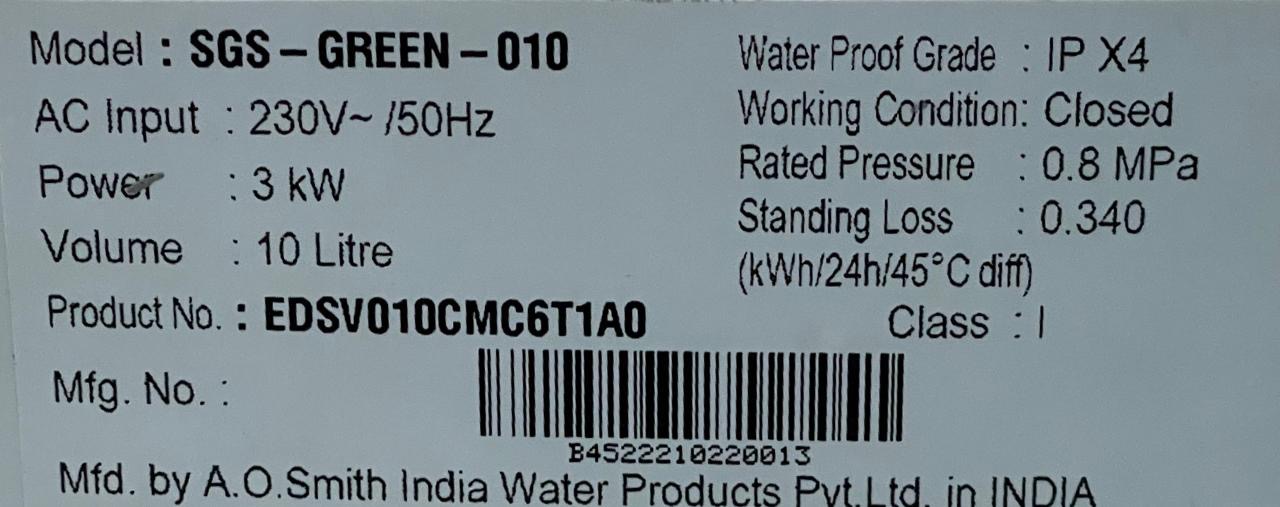 Model : SGS – GREEN – 010
AC Input : 230V~ /50Hz
Power : 3 kW
Volume : 10 Litre
Product No. : EDSV010CMC6T1A0
Mfg. No. :
B4522210220013
Water Proof Grade : IP X4
Working Condition: Closed
Rated Pressure : 0.8 MPa
Standing Loss : 0.340
(kWh/24h/45°C diff)
Class : I
Mfd. by A.O.Smith India Water Products Pvt.Ltd. in INDIA